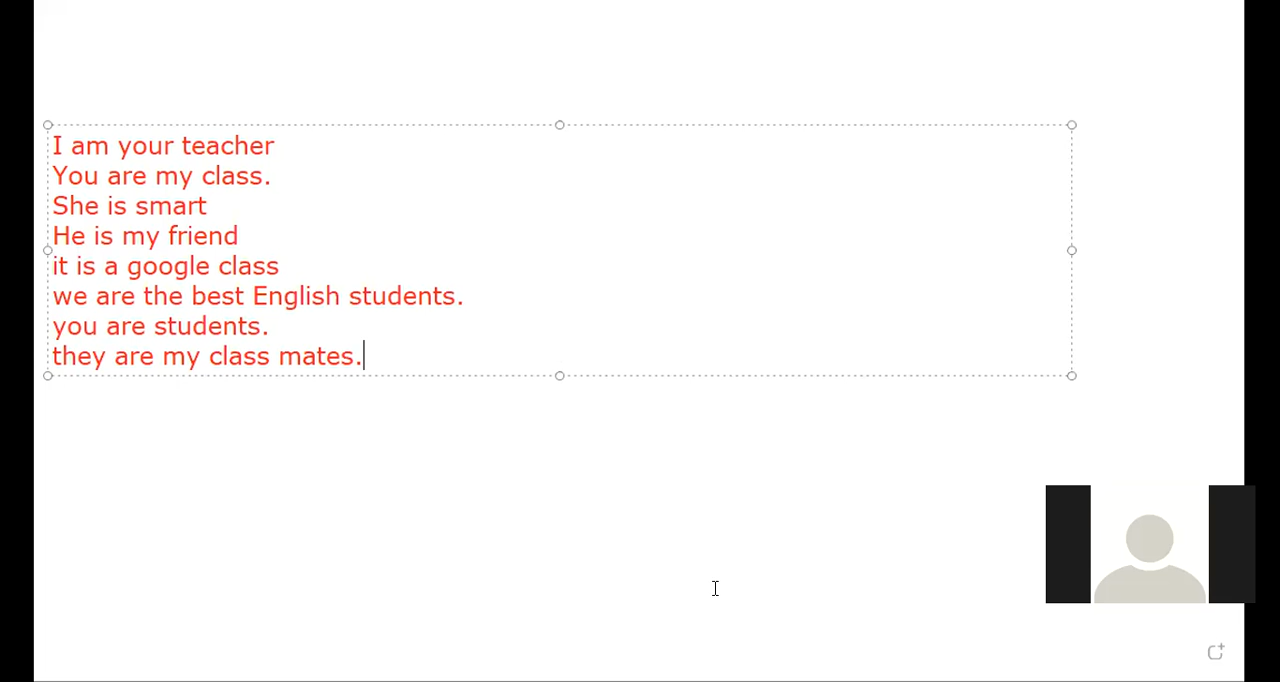 I am your teacher
You are my class.
She is smart
He is my friend
it is a google class
we are the best English students.
you are students.
they are my class mates.